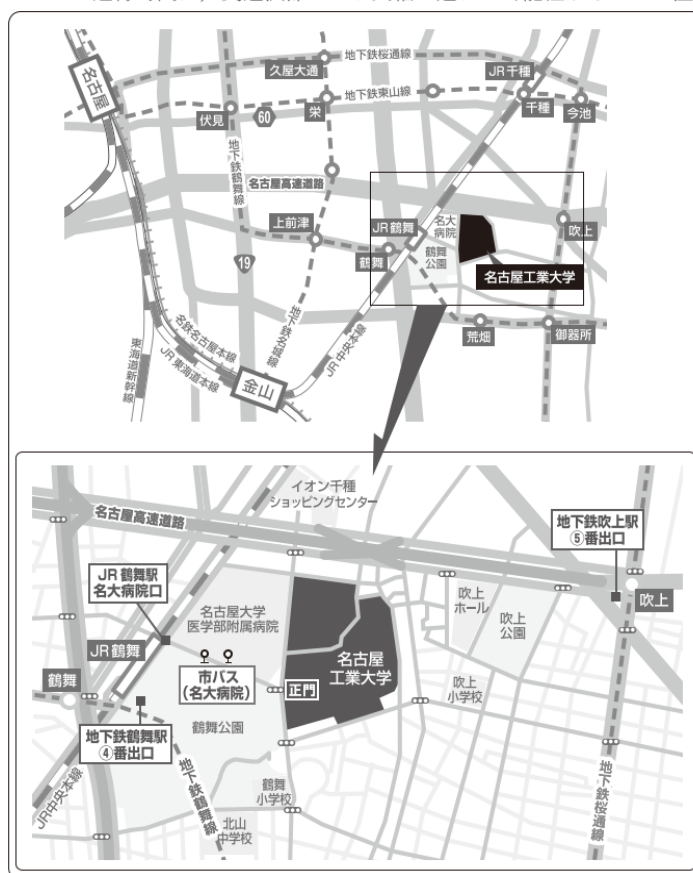 地下鉄桜通線
久屋大通
JR千種
名古屋
地下鉄東山線
伏見
60
栄
千種
今池
地下鉄鶴舞線
名古屋高速道路
上前津
JR鶴舞
名大
病院
吹上
鶴舞
鶴舞
公園
名古屋工業大学
19
地下鉄名城線
荒畑
御器所
名鉄名古屋本線
JR東海道本線
東海道新幹線
JR中央本線
金山
イオン千種
ショッピングセンター
名古屋高速道路
地下鉄吹上駅
⑤番出口
JR鶴舞駅
名大病院口
名古屋大学
医学部附属病院
吹上
ホール
吹上
公園
吹上
JR鶴舞
鶴舞
市バス
(名大病院)
正門
名古屋
工業大学
吹上
小学校
地下鉄鶴舞駅
④番出口
鶴舞公園
地下鉄鶴舞線
鶴舞
小学校
JR中央本線
北山
中学校
地下鉄桜通線